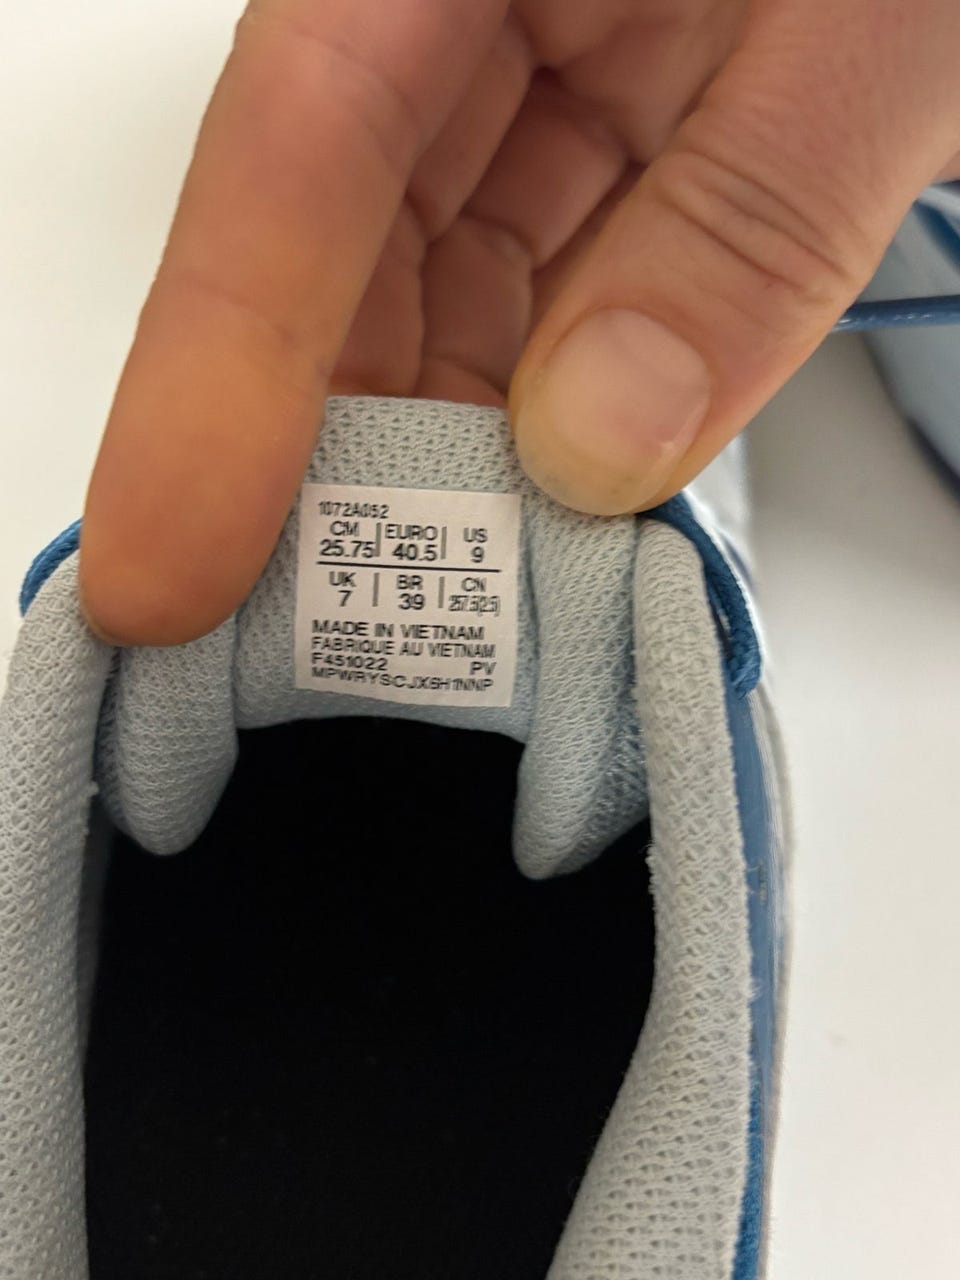 1072A052
CM | EURO | US
25.75 | 40.5 | 9
UK | BR | CN
7 | 39 | 257.5(2.5)
MADE IN VIETNAM
FABRIQUE AU VIETNAM
F451022 PV
MPWRYSCJX6H1NNP